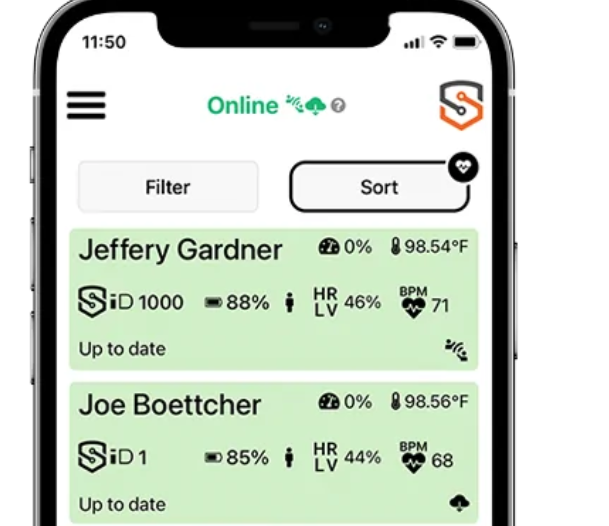 11:50
Online
Filter Sort
Jeffery Gardner 0% 98.54°F
iD 1000 88% HR LV 46% BPM 71
Up to date
Joe Boettcher 0% 98.56°F
iD 1 85% HR LV 44% BPM 68
Up to date